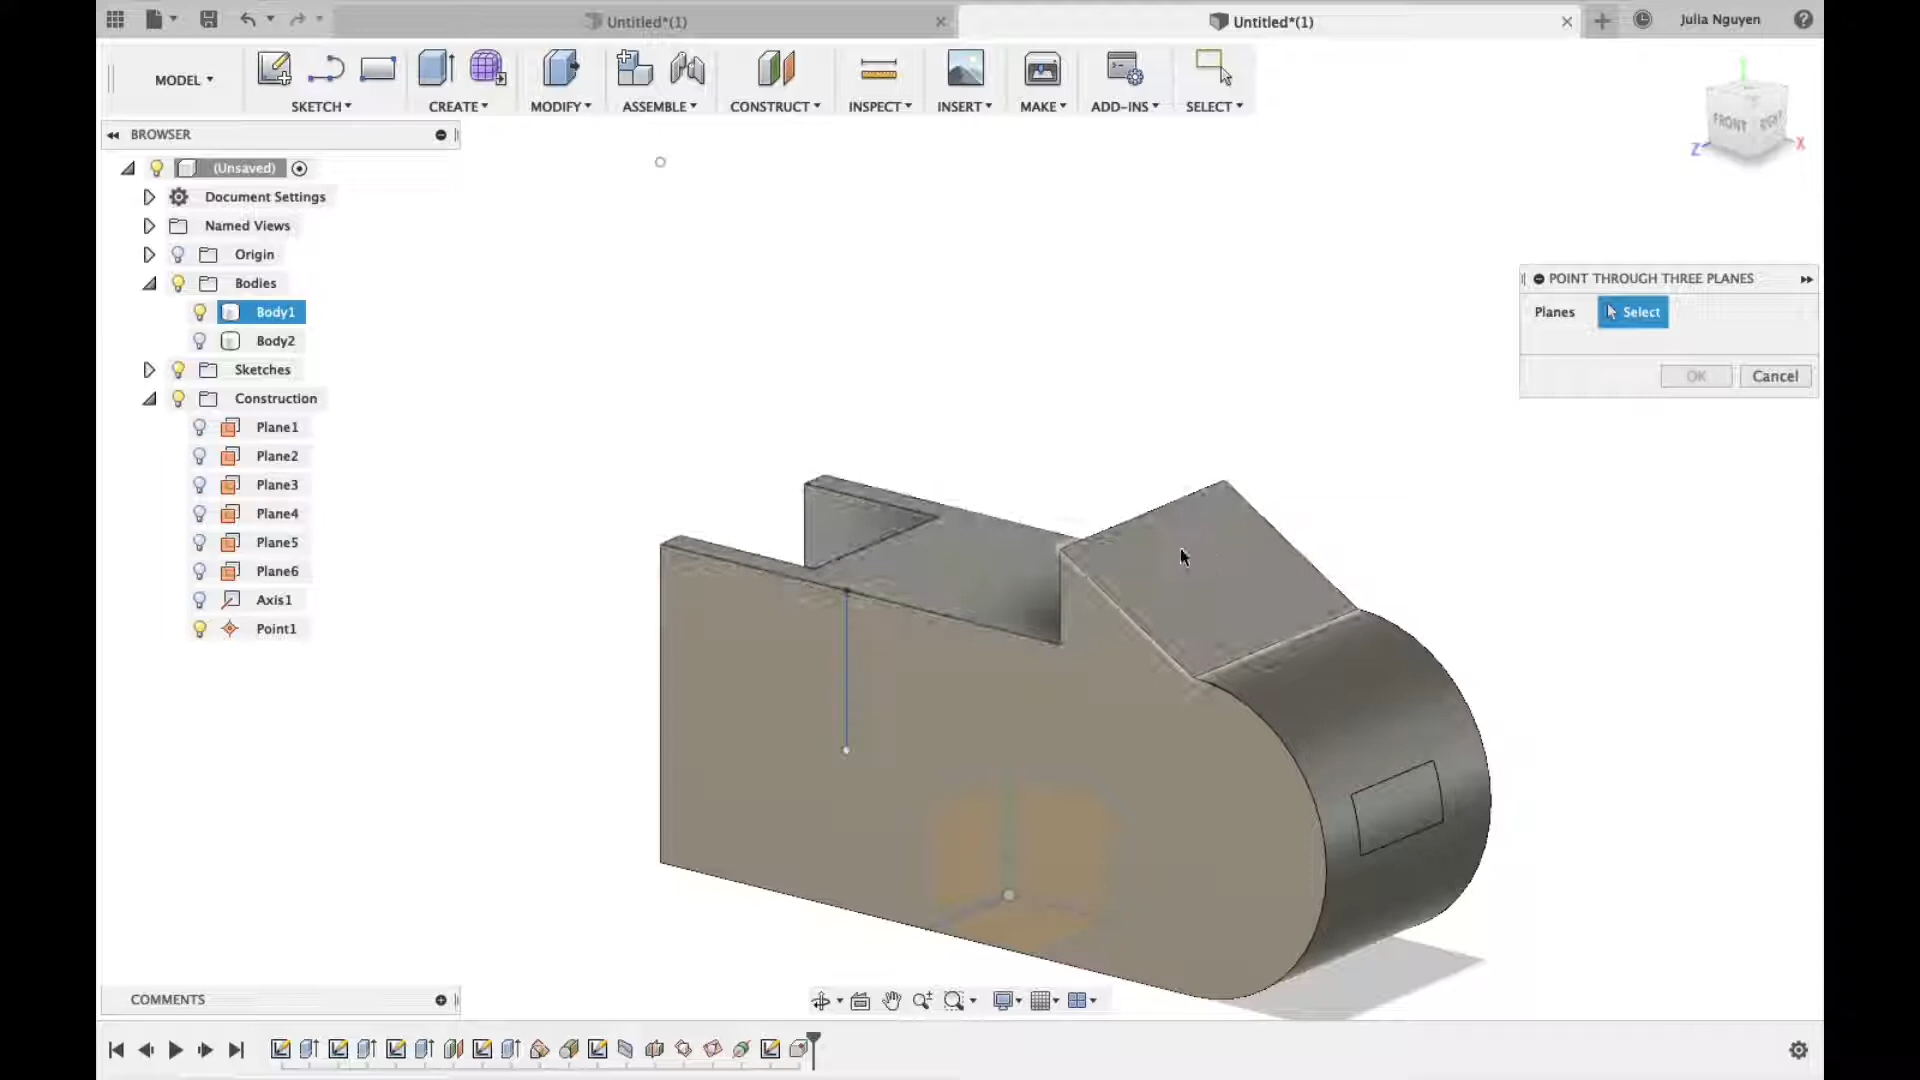 Untitled*(1)
Untitled*(1)
Julia Nguyen
MODEL
SKETCH
CREATE
MODIFY
ASSEMBLE
CONSTRUCT
INSPECT
INSERT
MAKE
ADD-INS
SELECT
FRONT
RIGHT
Z
X
BROWSER
(Unsaved)
Document Settings
Named Views
Origin
Bodies
Body1
Body2
Sketches
Construction
Plane1
Plane2
Plane3
Plane4
Plane5
Plane6
Axis1
Point1
POINT THROUGH THREE PLANES
Planes
Select
OK
Cancel
COMMENTS